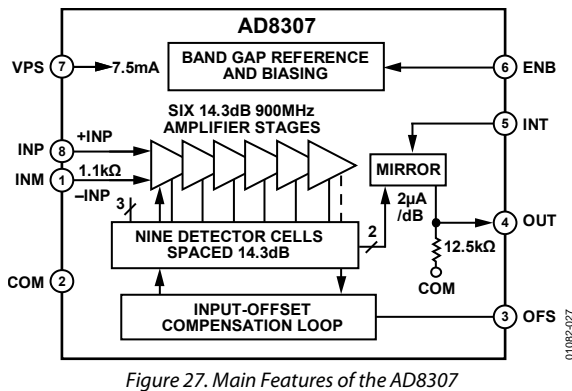 AD8307
BAND GAP REFERENCE
AND BIASING
VPS
7
7.5mA
6
ENB
SIX 14.3dB 900MHz
AMPLIFIER STAGES
5
INT
INP
8
+INP
MIRROR
INM
1
1.1kΩ
–INP
2µA
/dB
3
2
4
OUT
NINE DETECTOR CELLS
SPACED 14.3dB
12.5kΩ
COM
COM
2
INPUT-OFFSET
COMPENSATION LOOP
3
OFS
01082-027
Figure 27. Main Features of the AD8307